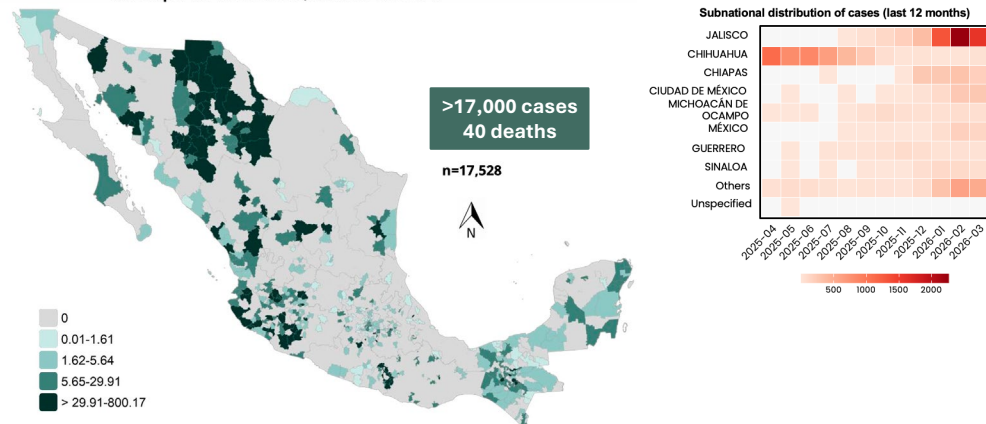 >17,000 cases
40 deaths
n=17,528
N
0
0.01-1.61
1.62-5.64
5.65-29.91
> 29.91-800.17
Subnational distribution of cases (last 12 months)
JALISCO
CHIHUAHUA
CHIAPAS
CIUDAD DE MÉXICO
MICHOACÁN DE
OCAMPO
MÉXICO
GUERRERO
SINALOA
Others
Unspecified
2025-04
2025-05
2025-06
2025-07
2025-08
2025-09
2025-10
2025-11
2025-12
2026-01
2026-02
2026-03
500
1000
1500
2000